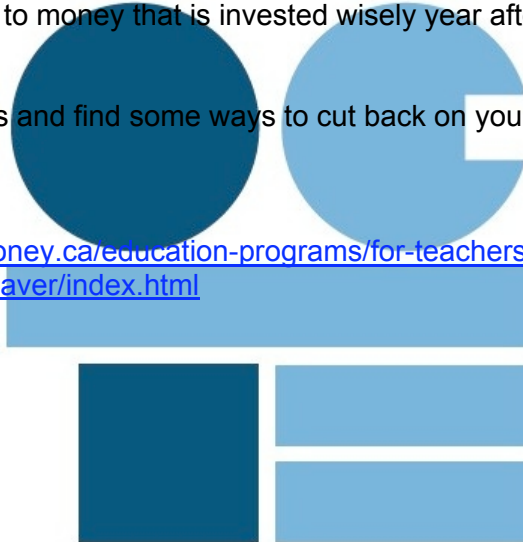 to money that is invested wisely year aft
s and find some ways to cut back on you
oney.ca/education-programs/for-teachers
aver/index.html